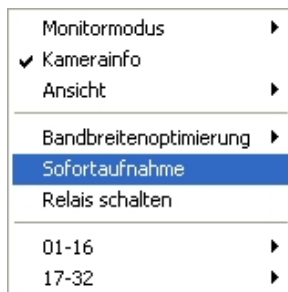 Monitormodus
Kamerainfo
Ansicht
Bandbreitenoptimierung
Sofortaufnahme
Relais schalten
01-16
17-32